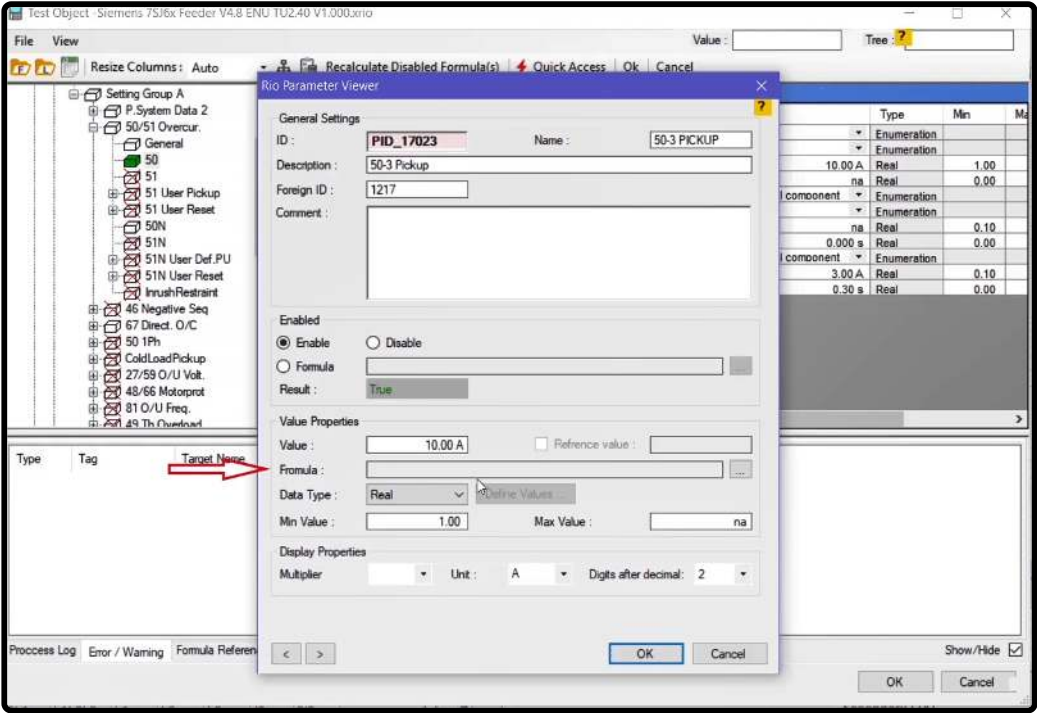 Test Object - Siemens 7SJ6x Feeder V4.8 ENU TU2.40 V1.000.xrio
File View Value : Tree : ?
Resize Columns : Auto Recalculate Disabled Formula(s) Quick Access Ok Cancel
Setting Group A
P.System Data 2
50/51 Overcur.
General
50
51
51 User Pickup
51 User Reset
50N
51N
51N User Def.PU
51N User Reset
InrushRestraint
46 Negative Seq
67 Direct. O/C
50 1Ph
ColdLoadPickup
27/59 O/U Volt.
48/66 Motorprot
81 O/U Freq.
49 Th.Overload
Rio Parameter Viewer
?
General Settings
ID : PID_17023 Name : 50-3 PICKUP
Description : 50-3 Pickup
Foreign ID : 1217
Comment :
Enabled
Enable Disable
Formula ...
Result : True
Value Properties
Value : 10.00 A Refrence value :
Fromula : ...
Data Type : Real Define Values ...
Min Value : 1.00 Max Value : na
Display Properties
Multiplier Unit : A Digits after decimal: 2
< >
OK Cancel
Type Min Ma
Enumeration
Enumeration
10.00 A Real 1.00
na Real 0.00
l component Enumeration
Enumeration
na Real 0.10
0.000 s Real 0.00
l component Enumeration
3.00 A Real 0.10
0.30 s Real 0.00
Type Tag Target Name
Proccess Log Error / Warning Formula Referen
Show/Hide
OK Cancel